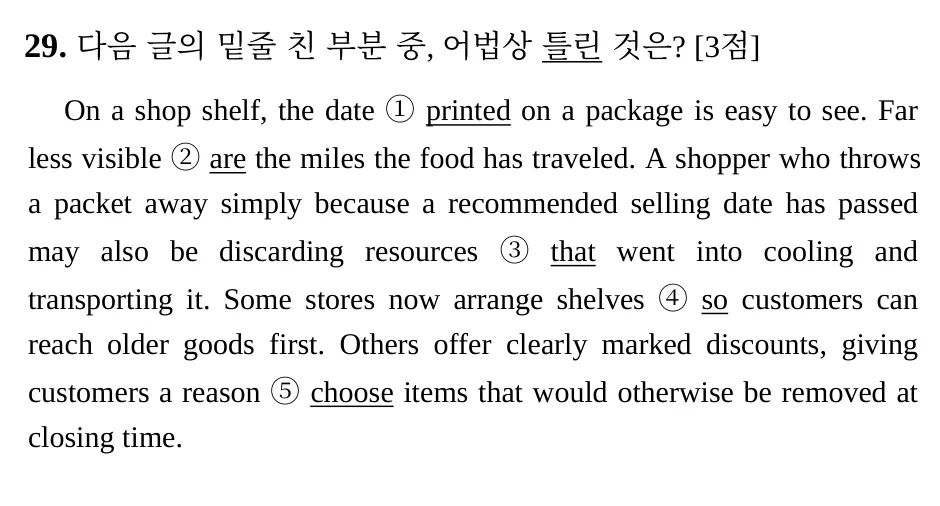 29. 다음 글의 밑줄 친 부분 중, 어법상 틀린 것은? [3점]
On a shop shelf, the date ① printed on a package is easy to see. Far
less visible ② are the miles the food has traveled. A shopper who throws
a packet away simply because a recommended selling date has passed
may also be discarding resources ③ that went into cooling and
transporting it. Some stores now arrange shelves ④ so customers can
reach older goods first. Others offer clearly marked discounts, giving
customers a reason ⑤ choose items that would otherwise be removed at
closing time.